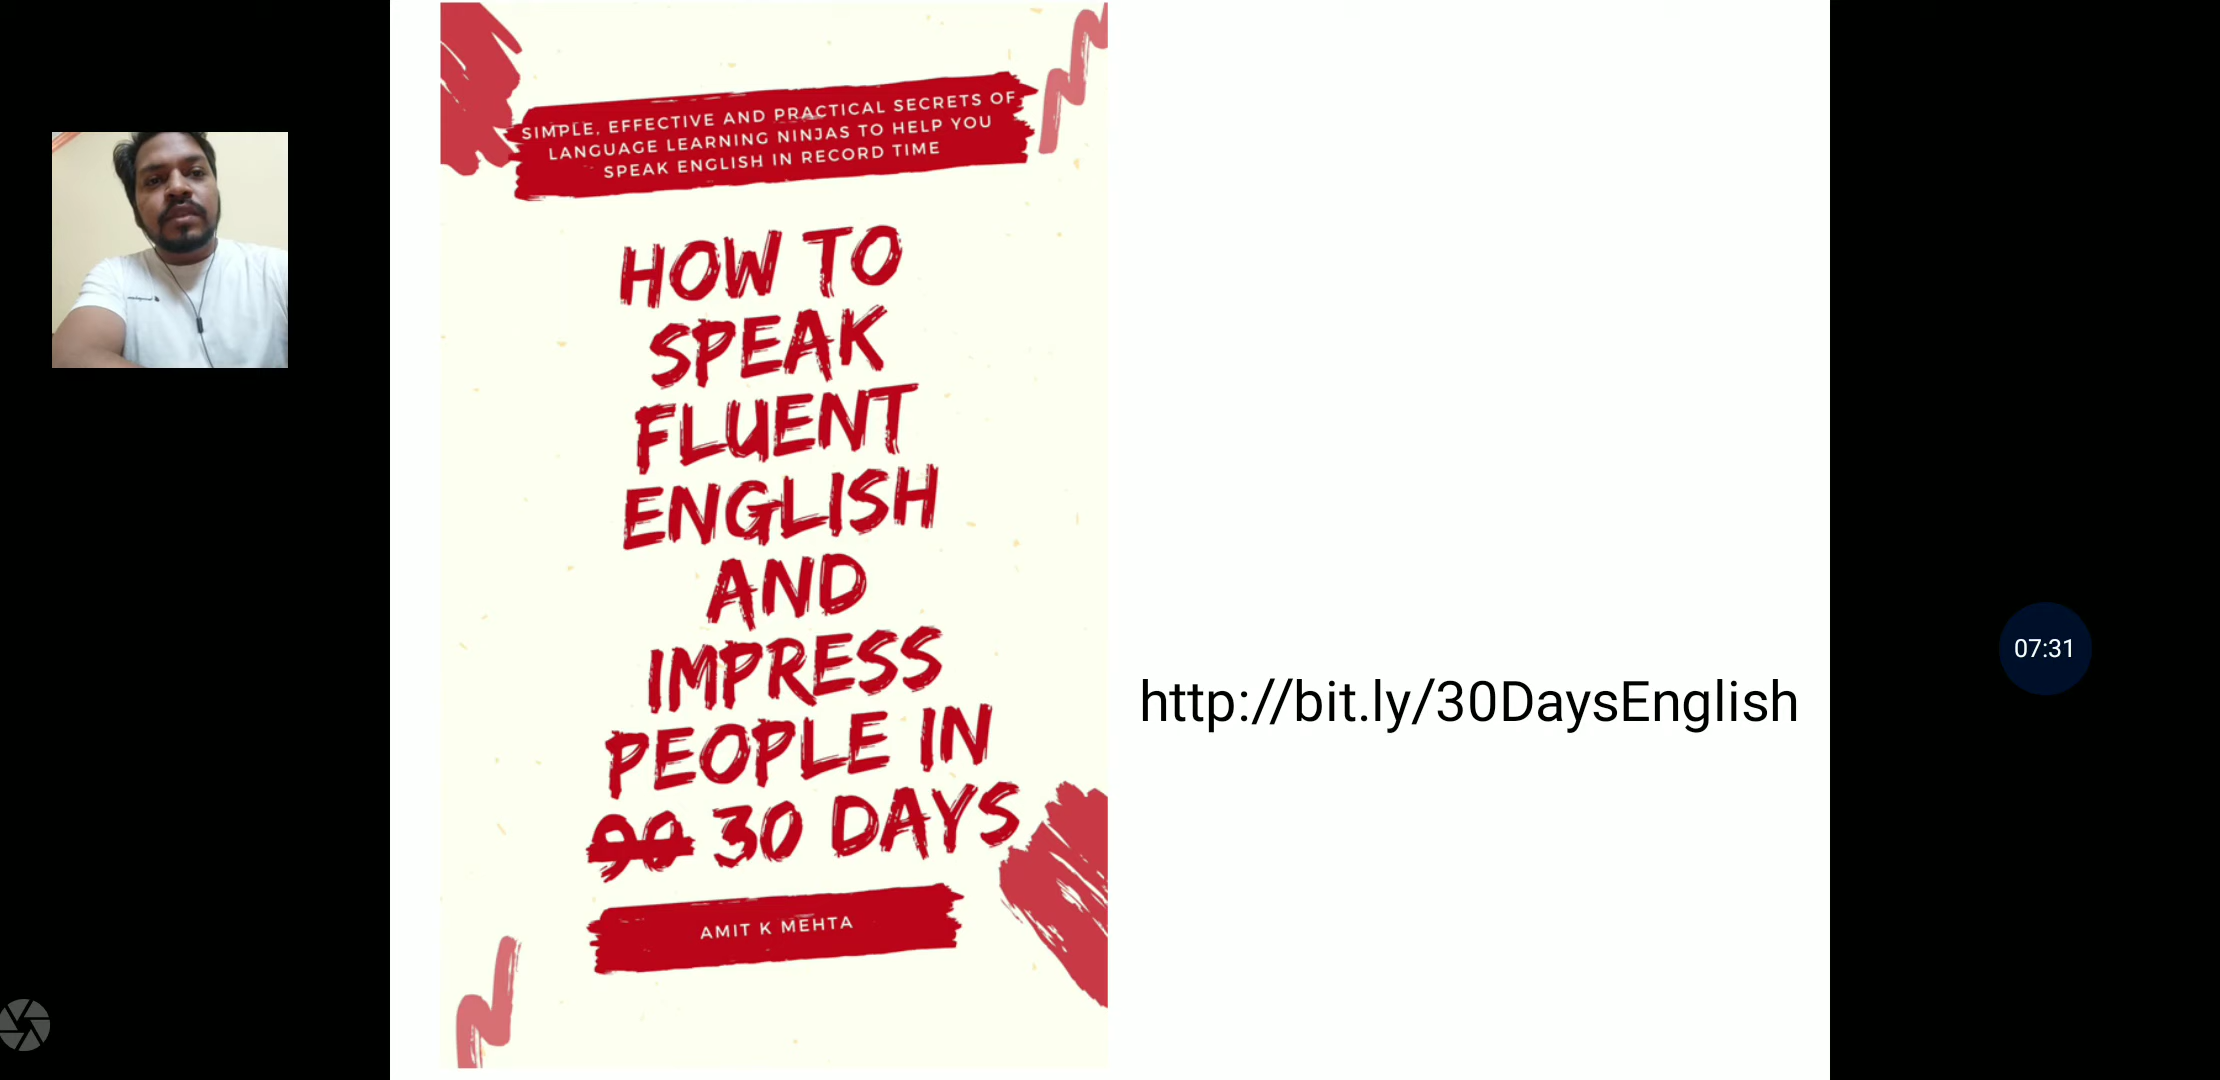 SIMPLE, EFFECTIVE AND PRACTICAL SECRETS OF
LANGUAGE LEARNING NINJAS TO HELP YOU
SPEAK ENGLISH IN RECORD TIME
HOW TO
SPEAK
FLUENT
ENGLISH
AND
IMPRESS
PEOPLE IN
90 30 DAYS
AMIT K MEHTA
http://bit.ly/30DaysEnglish
07:31